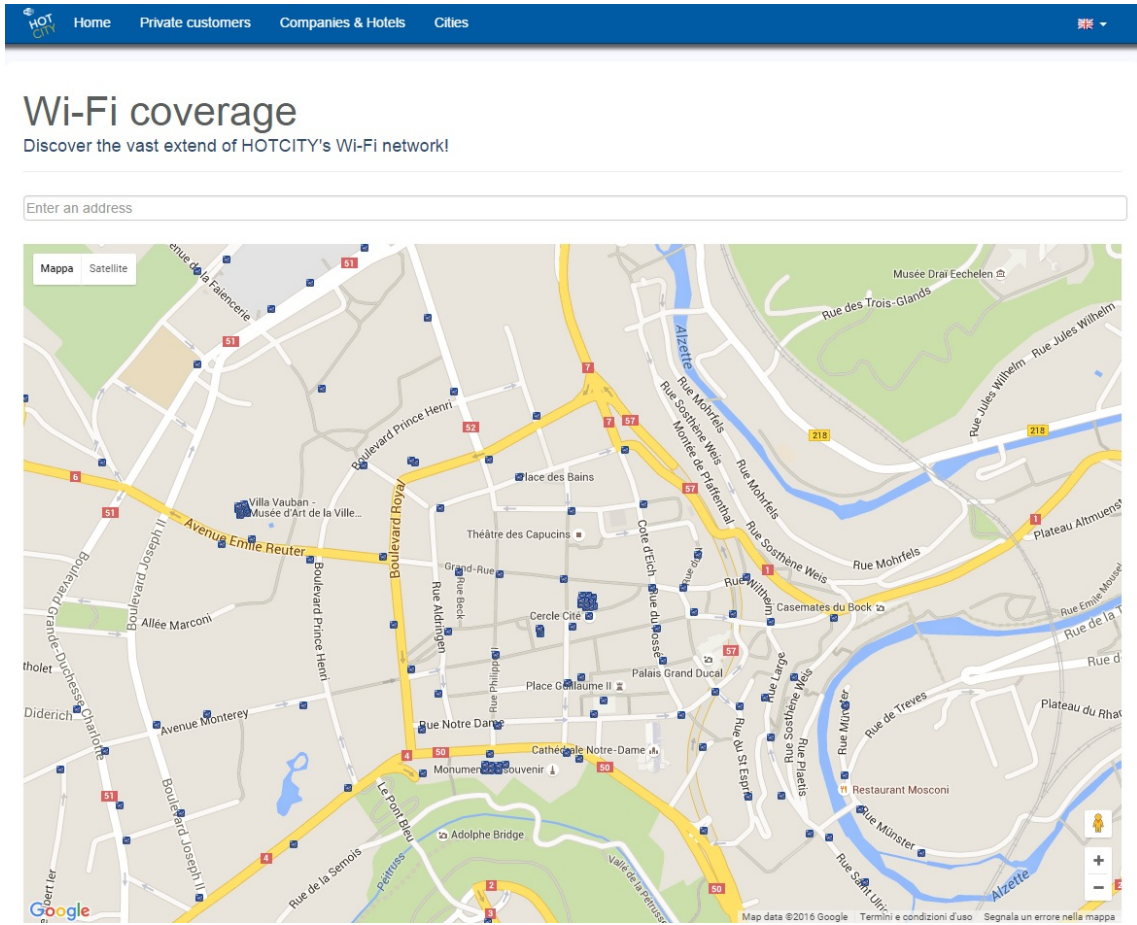 HOT
CITY
Home Private customers Companies & Hotels Cities
Wi-Fi coverage
Discover the vast extend of HOTCITY's Wi-Fi network!
Enter an address
Mappa Satellite
51
Musée Draï Eechelen
Rue des Trois-Glands
Rue Jules Wilhelm
Rue Jules Wilhelm
Alzette
51
7
Rue Mohrfels
Rue Sosthène Weis
Montée de Pfaffenthal
Boulevard Prince Henri
52
7
57
218
218
6
Place des Bains
Rue Mohrfels
57
Villa Vauban -
Musée d'Art de la Ville...
51
Boulevard Royal
1
Plateau Altmuenst
Avenue Emile Reuter
Théâtre des Capucins
Cote d'Eich
Rue Sosthène Weis
Rue Mohrfels
Boulevard Joseph II
Boulevard Prince Henri
Grand-Rue
Rue Beck
Rue Aldringen
1
Rue Wiltheim
Casemates du Bock
Rue Emile Mousel
Boulevard Grande-Duchesse Charlotte
Allée Marconi
Cercle Cité
Rue du Fossé
57
Rue de la T
tholet
Rue Philippe II
Palais Grand Ducal
Rue Large
Rue d
Place Guillaume II
Rue Sosthène Weis
Rue Münster
Rue de Treves
Plateau du Rhar
Diderich
Avenue Monterey
Rue Notre Dame
Rue du St Esprit
Rue Plaetis
4
50
Cathédrale Notre-Dame
50
Monument souvenir
Restaurant Mosconi
51
Boulevard Joseph II
Le Pont Bleu
Adolphe Bridge
Rue Münster
4
Rue de la Semois
Pétruss
Vallé de la Pétrusse
Rue Saint Ulric
Alzette
bert ler
2
50
2
3
+
−
Google
Map data ©2016 Google Termini e condizioni d'uso Segnala un errore nella mappa